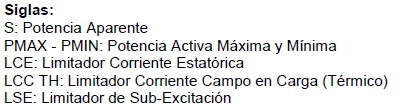 Siglas:
S: Potencia Aparente
PMAX - PMIN: Potencia Activa Máxima y Mínima
LCE: Limitador Corriente Estatórica
LCC TH: Limitador Corriente Campo en Carga (Térmico)
LSE: Limitador de Sub-Excitación